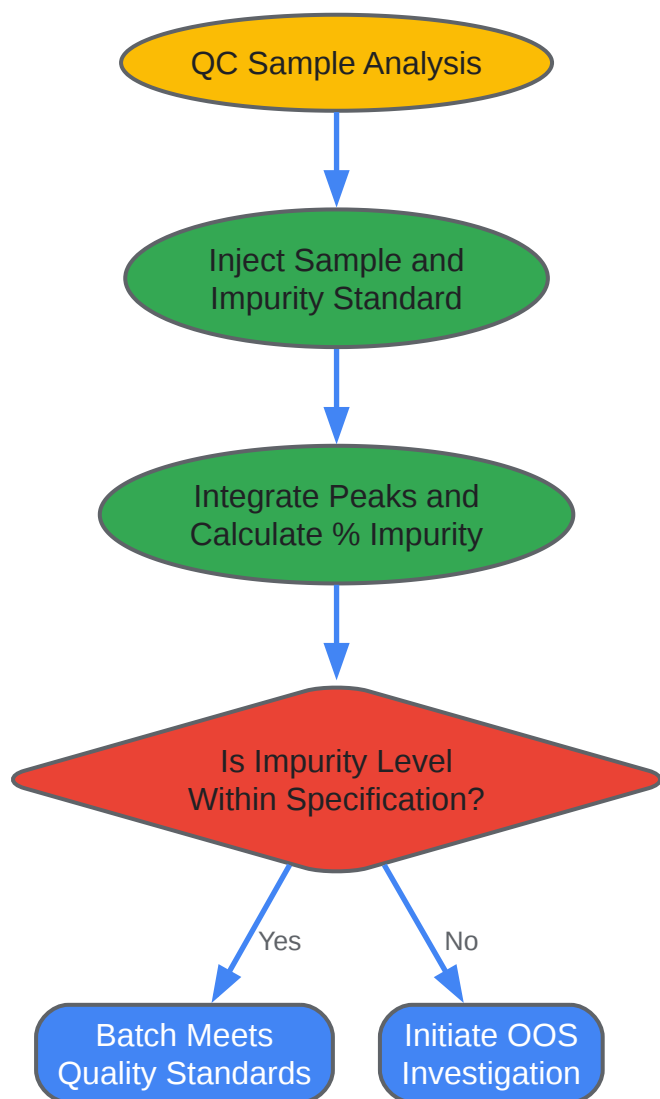 QC Sample Analysis
Inject Sample and
Impurity Standard
Integrate Peaks and
Calculate % Impurity
Is Impurity Level
Within Specification?
Yes
No
Batch Meets
Quality Standards
Initiate OOS
Investigation